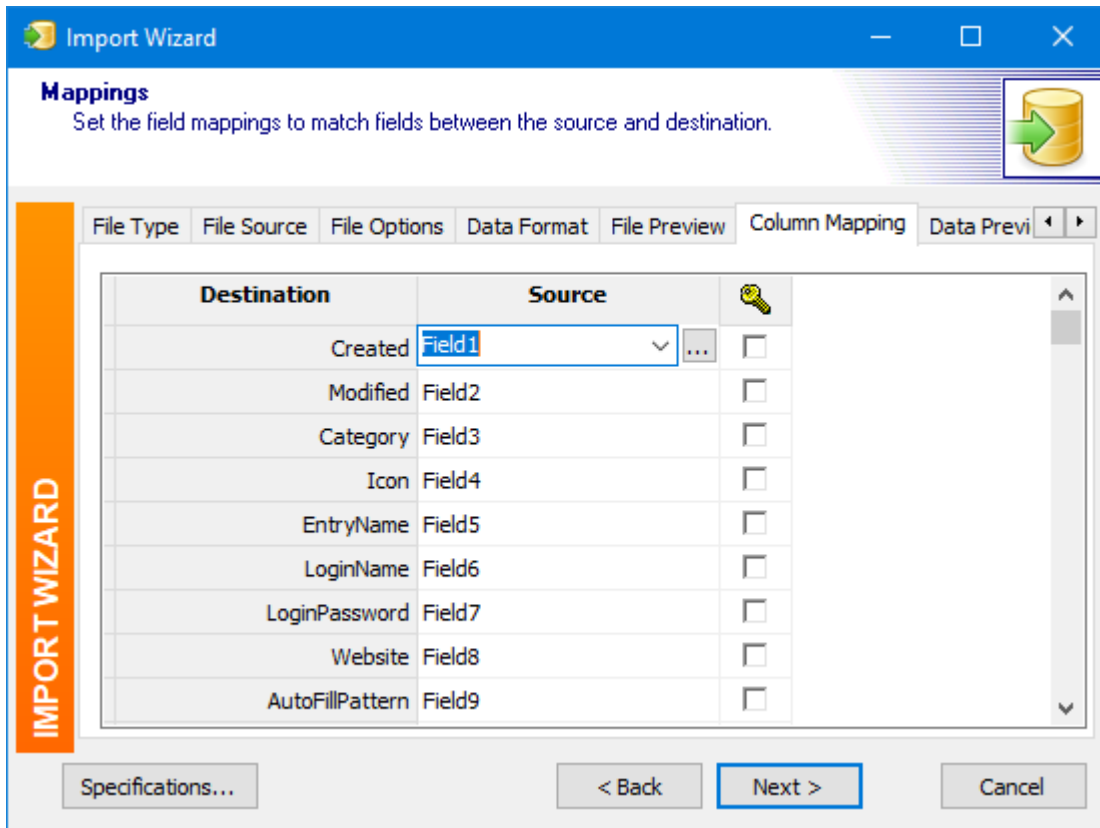 Import Wizard
Mappings
Set the field mappings to match fields between the source and destination.
File Type File Source File Options Data Format File Preview Column Mapping Data Previ
IMPORT WIZARD
Destination Source
Created Field1 ...
Modified Field2
Category Field3
Icon Field4
EntryName Field5
LoginName Field6
LoginPassword Field7
Website Field8
AutoFillPattern Field9
Specifications... < Back Next > Cancel